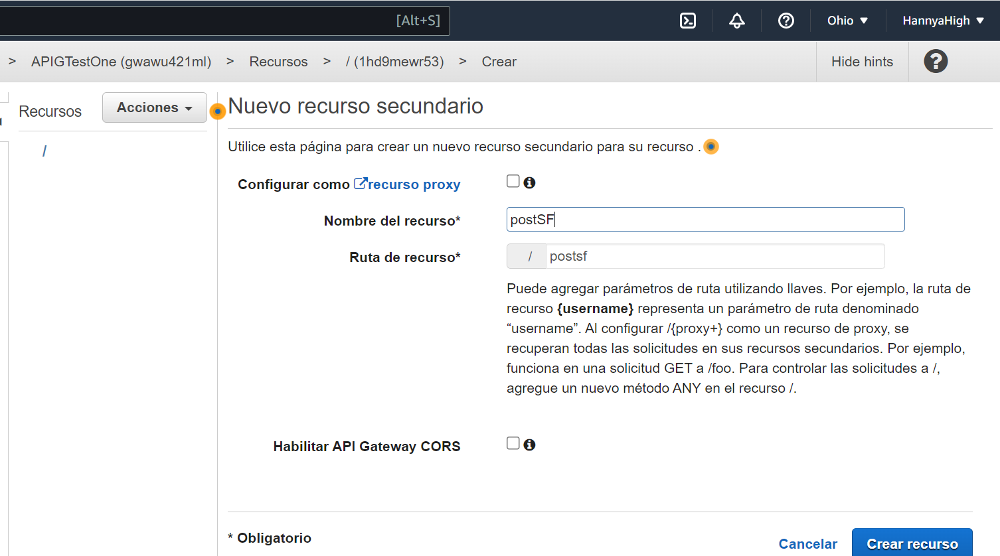 [Alt+S]
Ohio ▼
HannyaHigh ▼
> APIGTestOne (gwawu421ml) > Recursos > / (1hd9mewr53) > Crear
Hide hints
Recursos
Acciones
Nuevo recurso secundario
/
Utilice esta página para crear un nuevo recurso secundario para su recurso .
Configurar como recurso proxy
Nombre del recurso*
postSF
Ruta de recurso*
/ postsf
Puede agregar parámetros de ruta utilizando llaves. Por ejemplo, la ruta de
recurso {username} representa un parámetro de ruta denominado
“username”. Al configurar /{proxy+} como un recurso de proxy, se
recuperan todas las solicitudes en sus recursos secundarios. Por ejemplo,
funciona en una solicitud GET a /foo. Para controlar las solicitudes a /,
agregue un nuevo método ANY en el recurso /.
Habilitar API Gateway CORS
* Obligatorio
Cancelar
Crear recurso